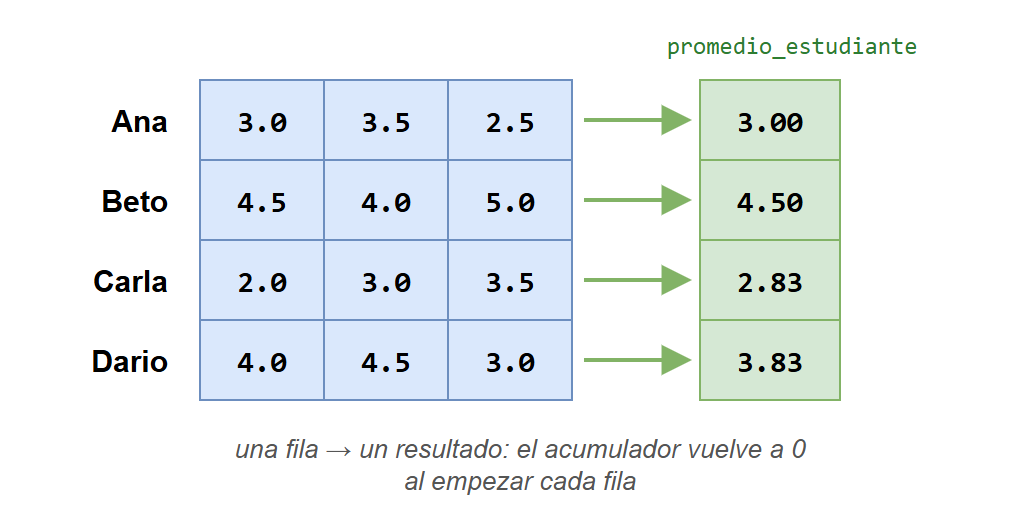 promedio_estudiante
Ana 3.0 3.5 2.5 3.00
Beto 4.5 4.0 5.0 4.50
Carla 2.0 3.0 3.5 2.83
Dario 4.0 4.5 3.0 3.83
una fila → un resultado: el acumulador vuelve a 0
al empezar cada fila